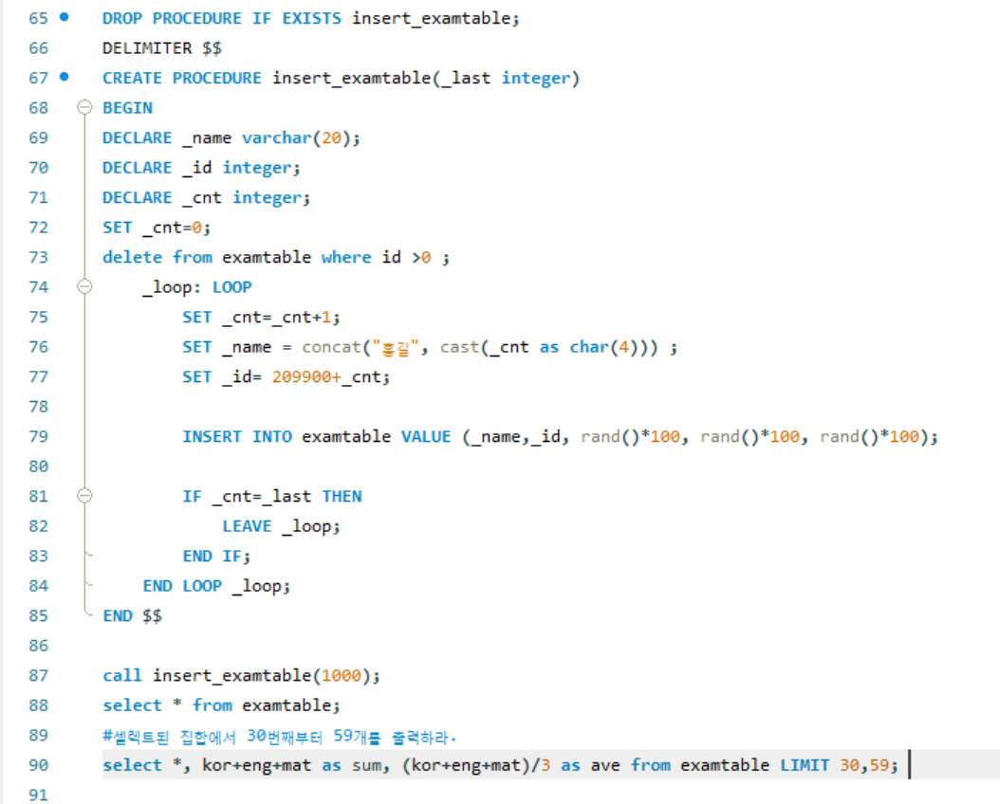 65 DROP PROCEDURE IF EXISTS insert_examtable;
66 DELIMITER $$
67 CREATE PROCEDURE insert_examtable(_last integer)
68 BEGIN
69 DECLARE _name varchar(20);
70 DECLARE _id integer;
71 DECLARE _cnt integer;
72 SET _cnt=0;
73 delete from examtable where id >0 ;
74 _loop: LOOP
75 SET _cnt=_cnt+1;
76 SET _name = concat("홍길", cast(_cnt as char(4))) ;
77 SET _id= 209900+_cnt;
78
79 INSERT INTO examtable VALUE (_name,_id, rand()*100, rand()*100, rand()*100);
80
81 IF _cnt=_last THEN
82 LEAVE _loop;
83 END IF;
84 END LOOP _loop;
85 END $$
86
87 call insert_examtable(1000);
88 select * from examtable;
89 #셀렉트된 집합에서 30번째부터 59개를 출력하라.
90 select *, kor+eng+mat as sum, (kor+eng+mat)/3 as ave from examtable LIMIT 30,59;
91